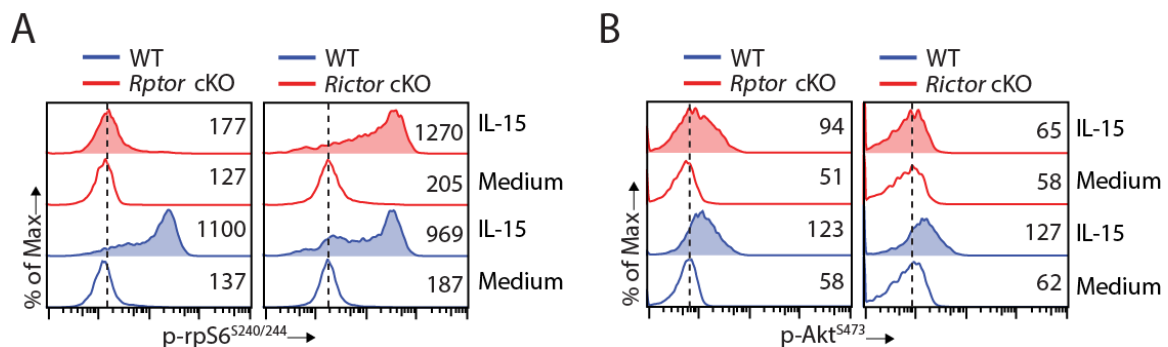 A
WT
Rptor cKO
WT
Rictor cKO
177
1270
IL-15
127
205
Medium
1100
969
IL-15
137
187
Medium
% of Max→
p-rpS6S240/244→
B
WT
Rptor cKO
WT
Rictor cKO
94
65
IL-15
51
58
Medium
123
127
IL-15
58
62
Medium
% of Max→
p-AktS473→